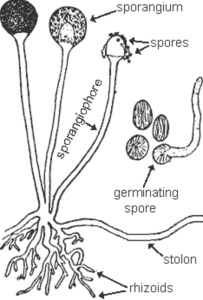 sporangium
spores
sporangiophore
germinating
spore
stolon
rhizoids